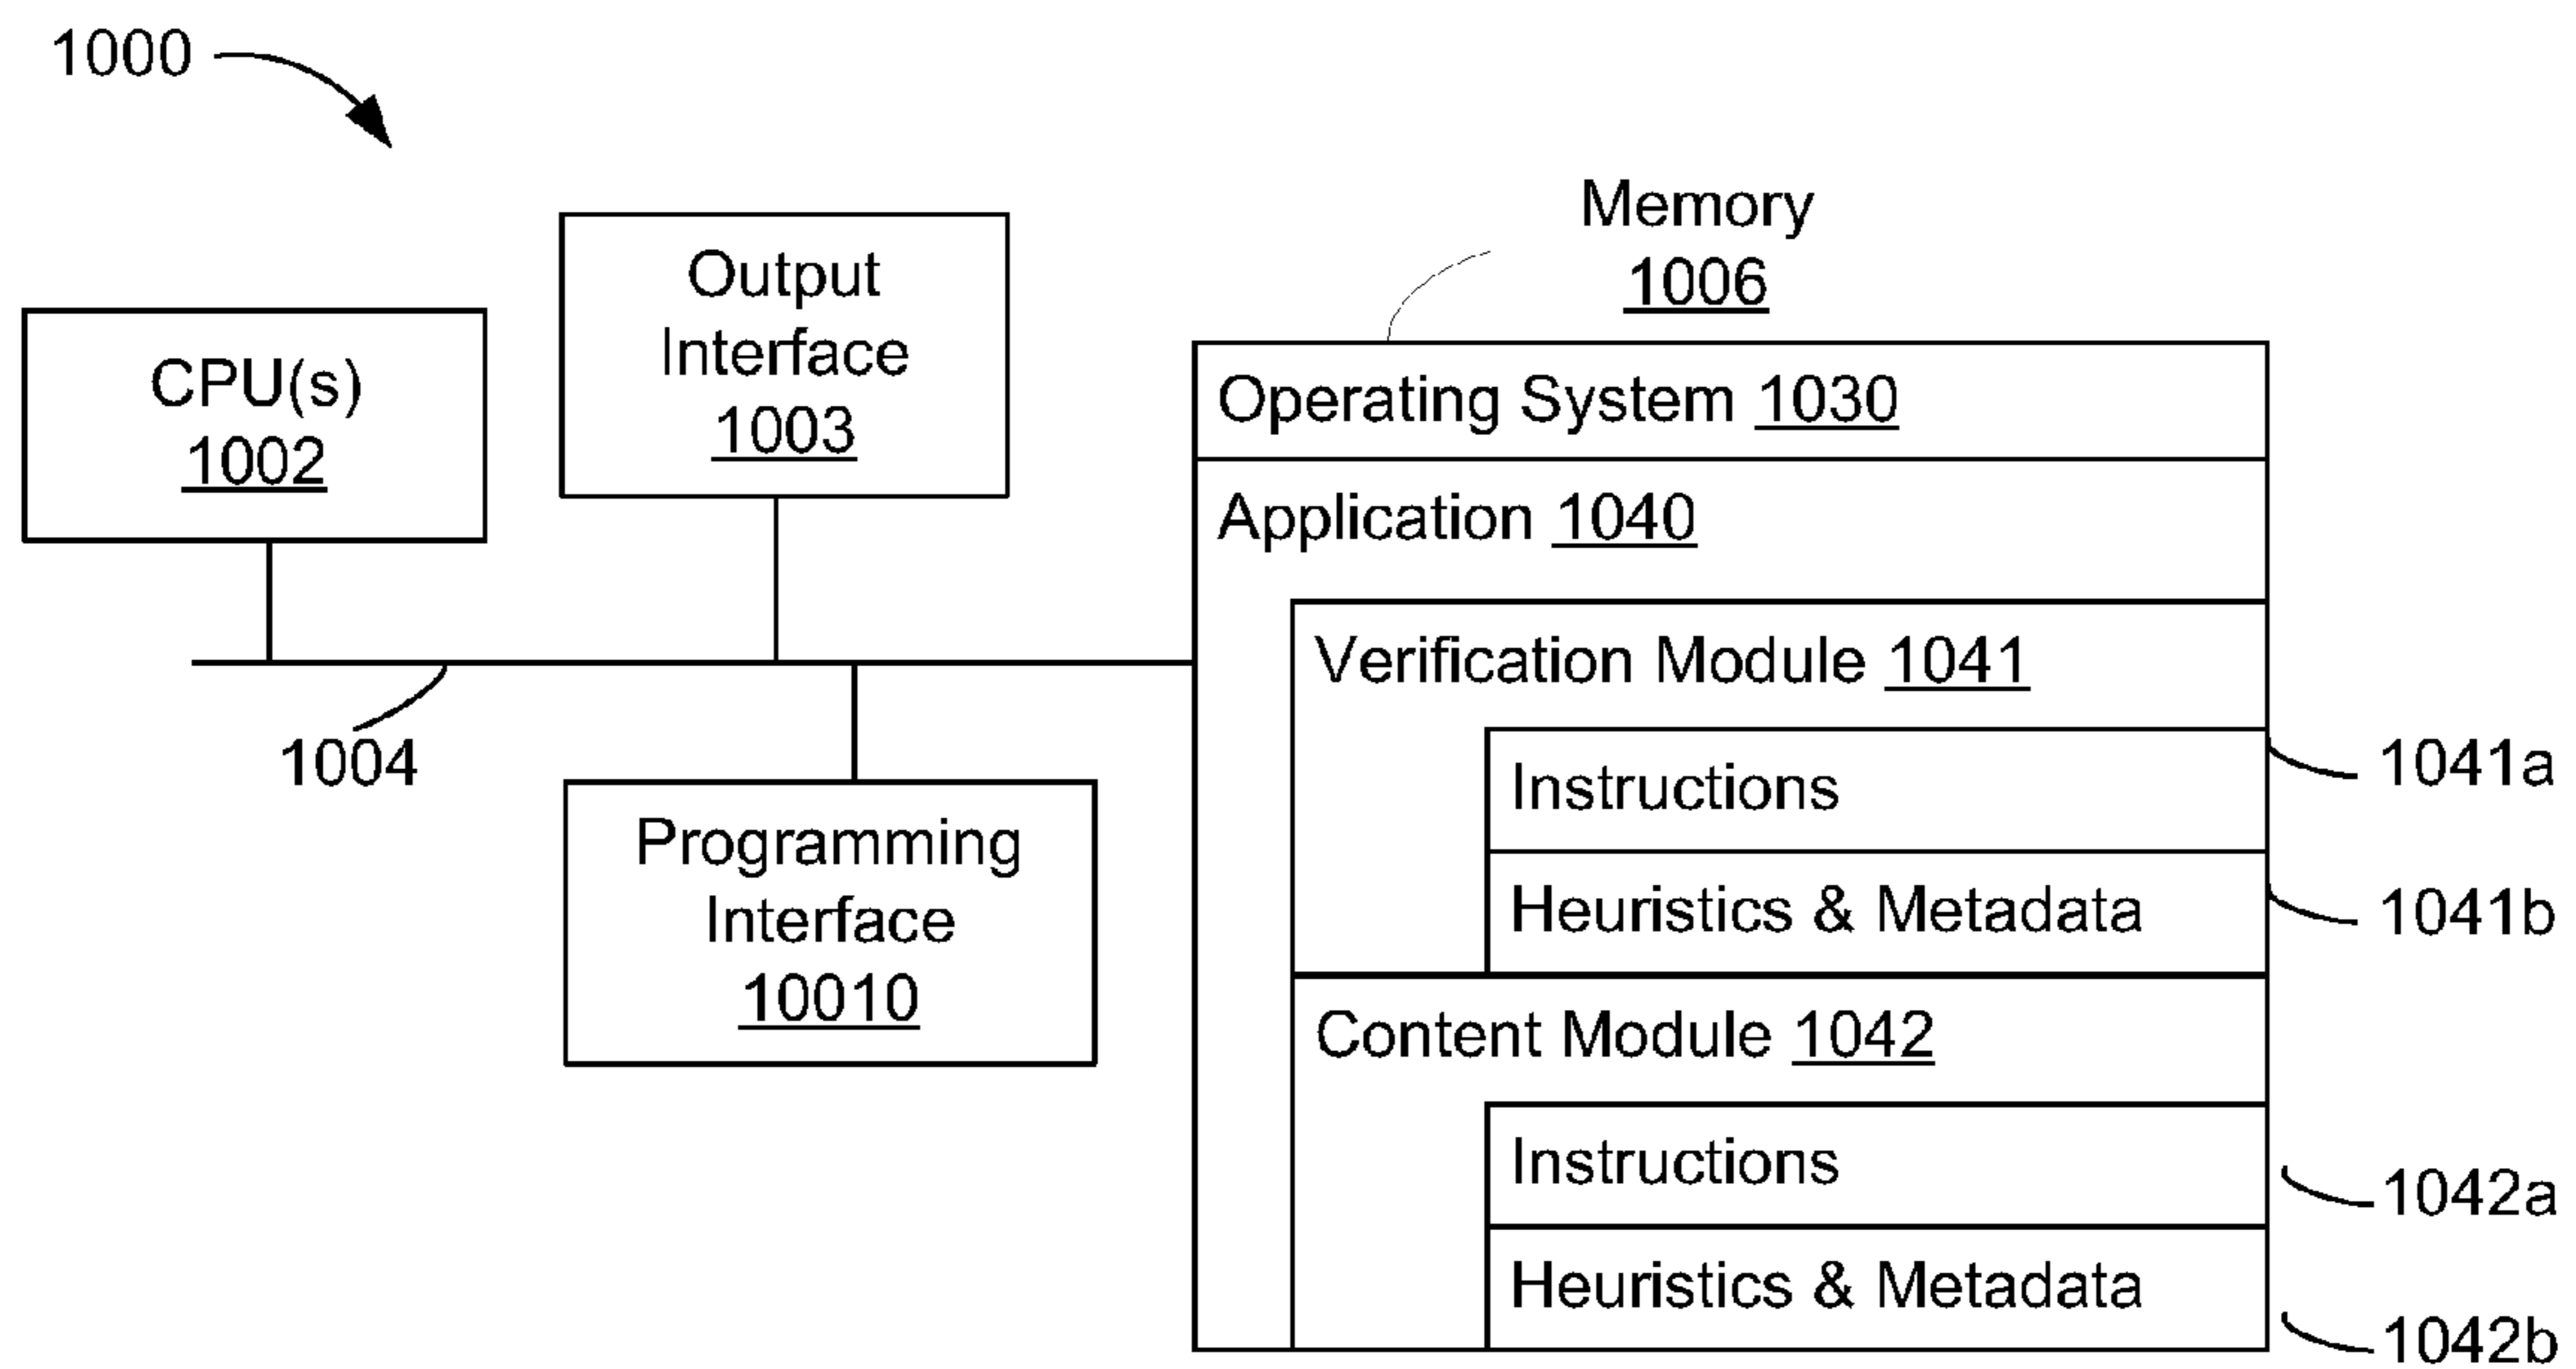 1000
Output
Interface
1003
CPU(s)
1002
1004
Programming
Interface
10010
Memory
1006
Operating System 1030
Application 1040
Verification Module 1041
Instructions
1041a
Heuristics & Metadata
1041b
Content Module 1042
Instructions
1042a
Heuristics & Metadata
1042b